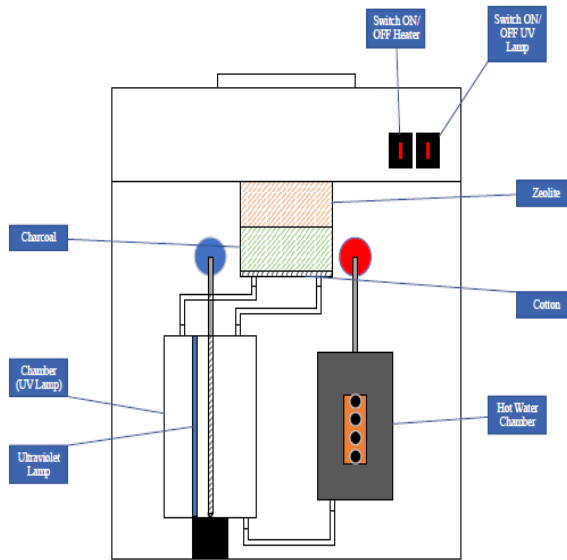 Switch ON/
OFF Heater
Switch ON/
OFF UV
Lamp
Zeolite
Charcoal
Cotton
Chamber
(UV Lamp)
Hot Water
Chamber
Ultraviolet
Lamp